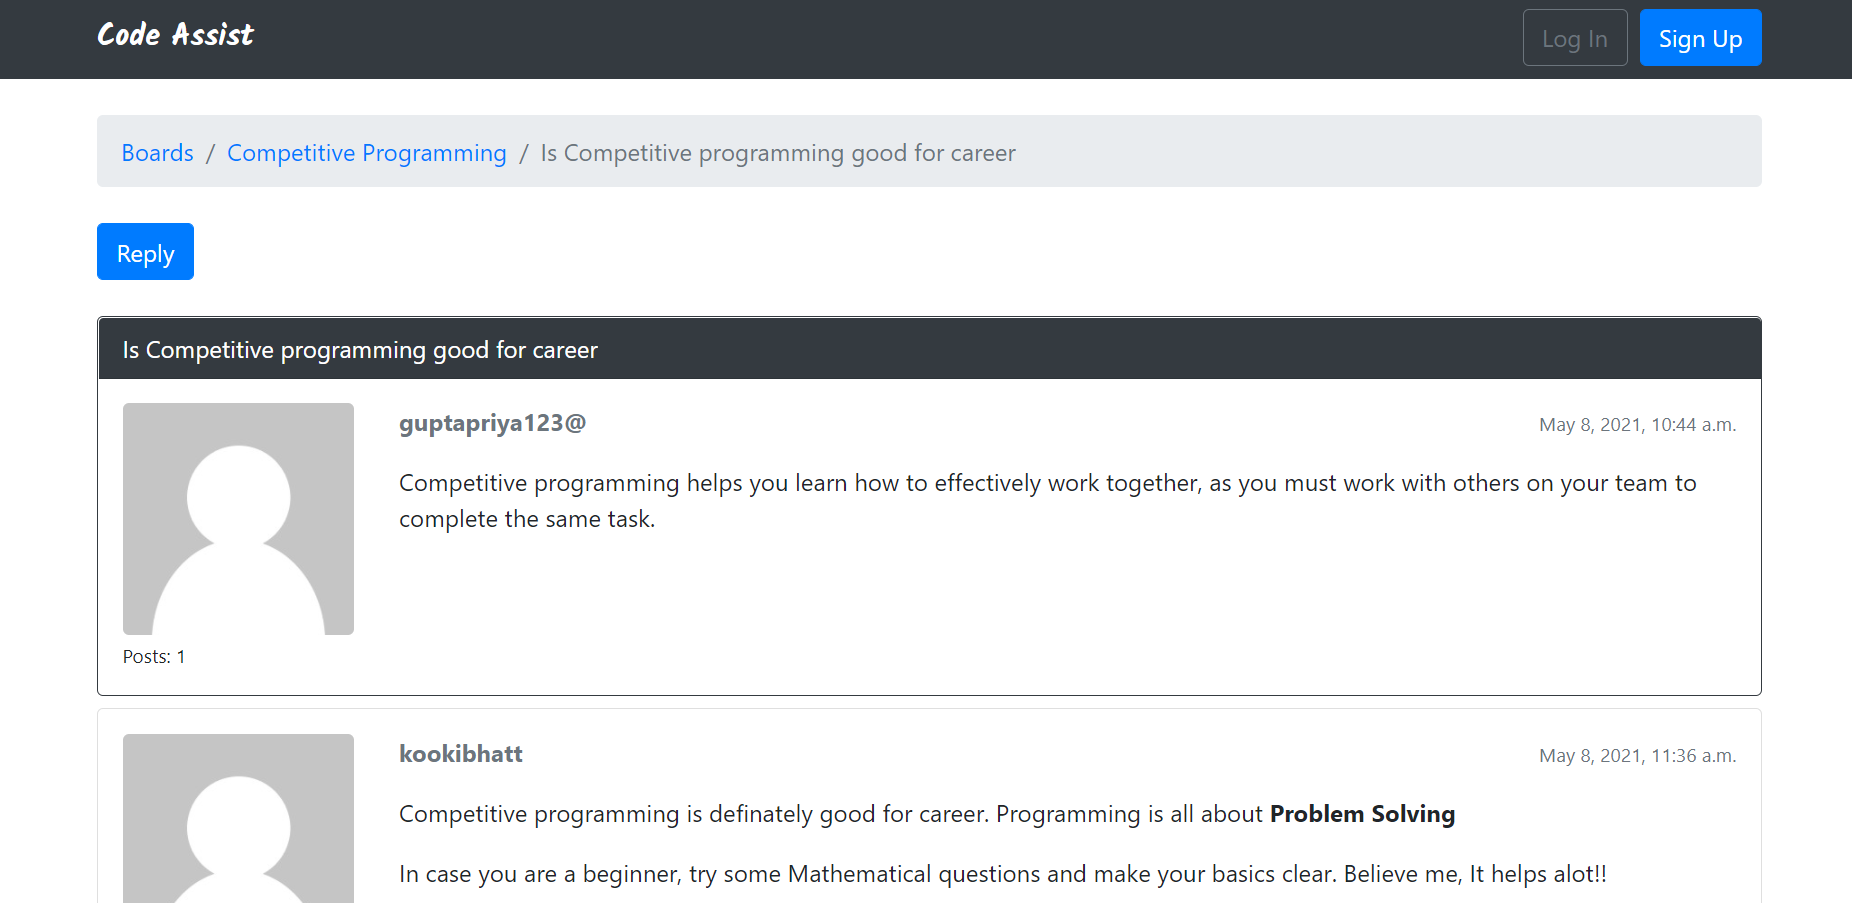 Code Assist
Log In
Sign Up
Boards / Competitive Programming / Is Competitive programming good for career
Reply
Is Competitive programming good for career
guptapriya123@
May 8, 2021, 10:44 a.m.
Competitive programming helps you learn how to effectively work together, as you must work with others on your team to
complete the same task.
Posts: 1
kookibhatt
May 8, 2021, 11:36 a.m.
Competitive programming is definately good for career. Programming is all about Problem Solving
In case you are a beginner, try some Mathematical questions and make your basics clear. Believe me, It helps alot!!